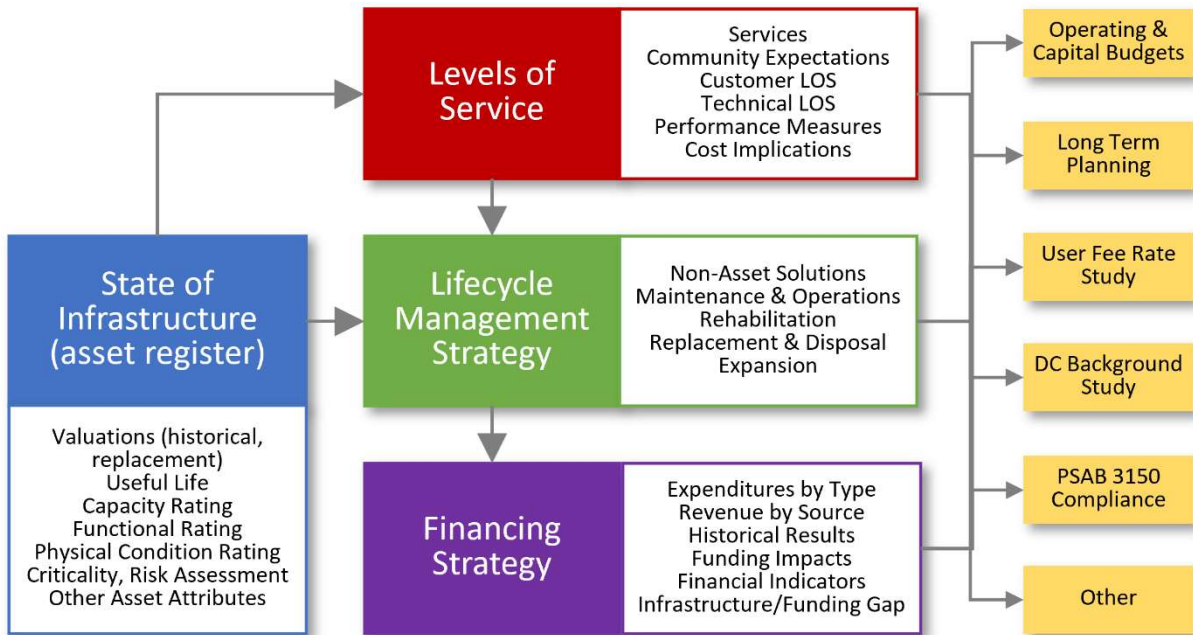 Levels of
Service
Services
Community Expectations
Customer LOS
Technical LOS
Performance Measures
Cost Implications
State of
Infrastructure
(asset register)
Valuations (historical,
replacement)
Useful Life
Capacity Rating
Functional Rating
Physical Condition Rating
Criticality, Risk Assessment
Other Asset Attributes
Lifecycle
Management
Strategy
Non-Asset Solutions
Maintenance & Operations
Rehabilitation
Replacement & Disposal
Expansion
Financing
Strategy
Expenditures by Type
Revenue by Source
Historical Results
Funding Impacts
Financial Indicators
Infrastructure/Funding Gap
Operating &
Capital Budgets
Long Term
Planning
User Fee Rate
Study
DC Background
Study
PSAB 3150
Compliance
Other